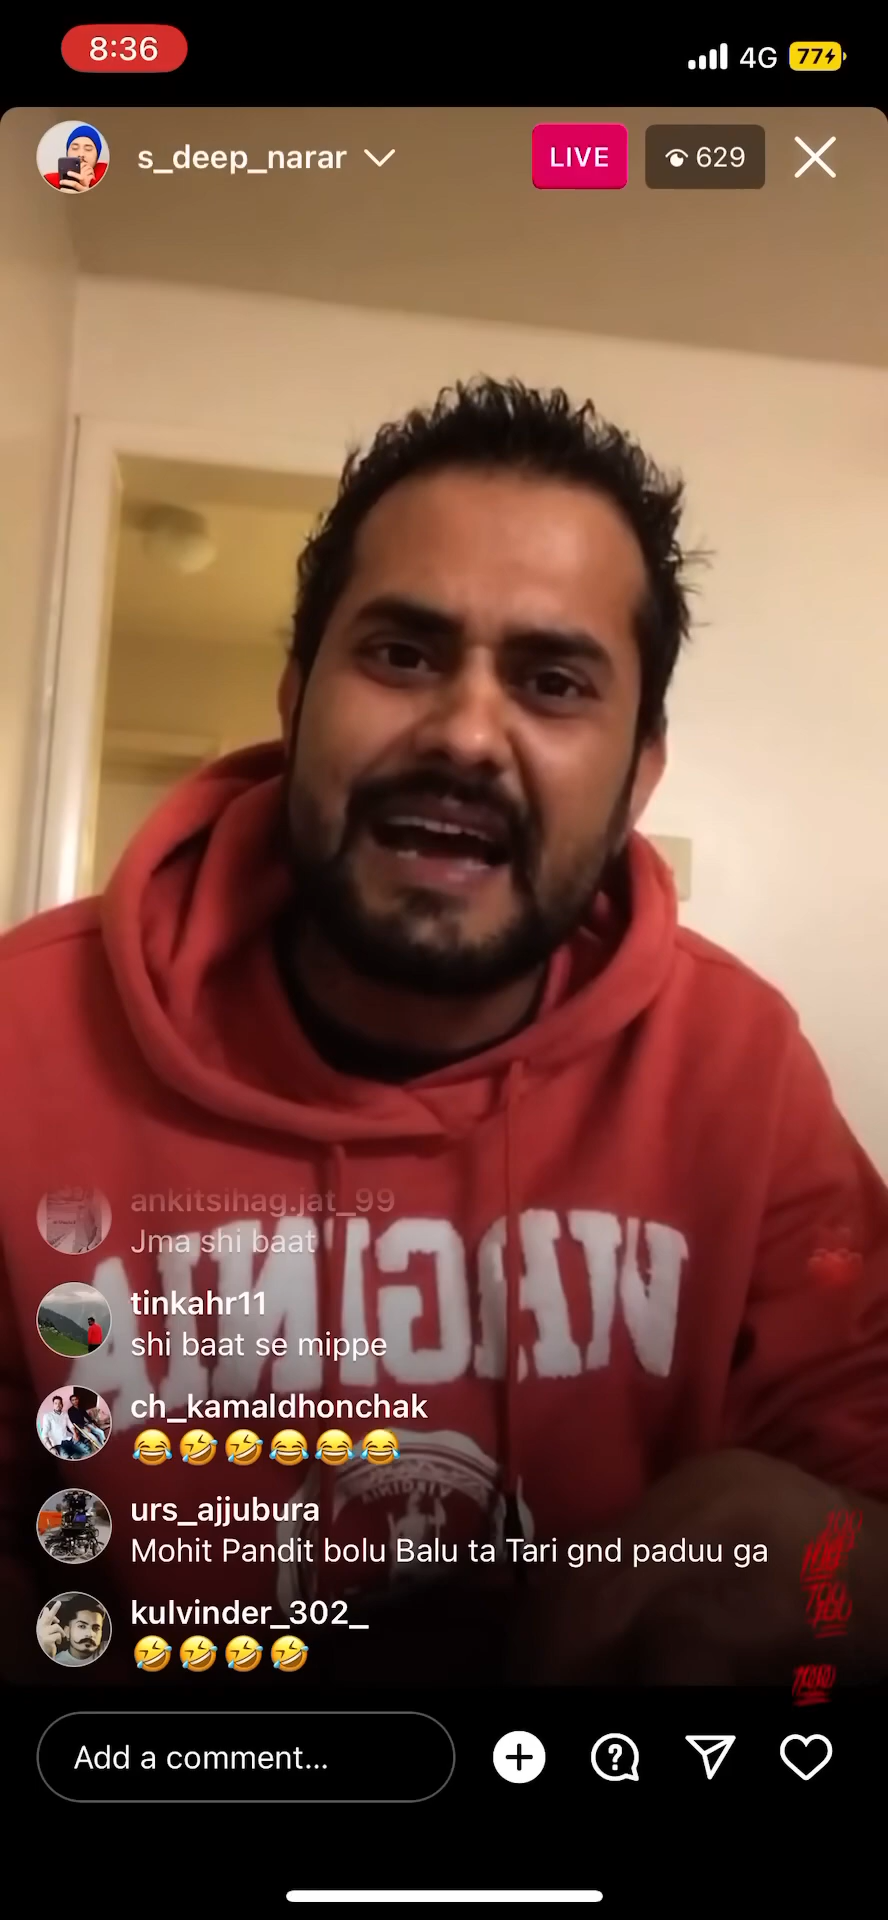 8:36
4G
77
s_deep_narar
LIVE
629
VIRGINIA
ankitsihag.jat_99
Jma shi baat
tinkahr11
shi baat se mippe
ch_kamaldhonchak
😂🤣🤣😂😂😂
urs_ajjubura
Mohit Pandit bolu Balu ta Tari gnd paduu ga
kulvinder_302_
🤣🤣🤣🤣
Add a comment...